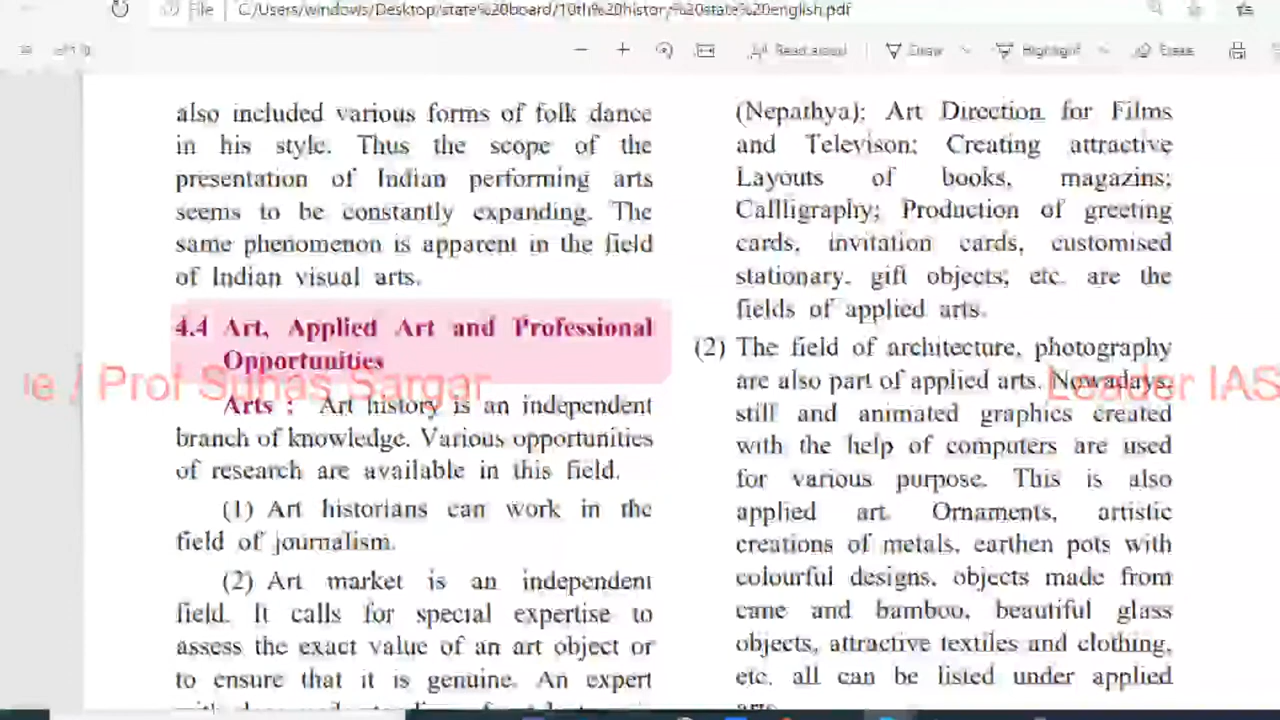 File | C:/Users/windows/Desktop/state%20board/10th%20history%20state%20english.pdf
Read aloud
Draw
Highlight
Erase
also included various forms of folk dance
in his style. Thus the scope of the
presentation of Indian performing arts
seems to be constantly expanding. The
same phenomenon is apparent in the field
of Indian visual arts.
4.4 Art, Applied Art and Professional
Opportunities
Arts : Art history is an independent
branch of knowledge. Various opportunities
of research are available in this field.
(1) Art historians can work in the
field of journalism.
(2) Art market is an independent
field. It calls for special expertise to
assess the exact value of an art object or
to ensure that it is genuine. An expert
(Nepathya); Art Direction for Films
and Televison; Creating attractive
Layouts of books, magazins;
Callligraphy; Production of greeting
cards, invitation cards, customised
stationary, gift objects; etc. are the
fields of applied arts.
(2) The field of architecture, photography
are also part of applied arts. Nowadays,
still and animated graphics created
with the help of computers are used
for various purpose. This is also
applied art. Ornaments, artistic
creations of metals, earthen pots with
colourful designs, objects made from
cane and bamboo, beautiful glass
objects, attractive textiles and clothing,
etc. all can be listed under applied
arts.
/ Prof Suhas Sargar
Leader IAS